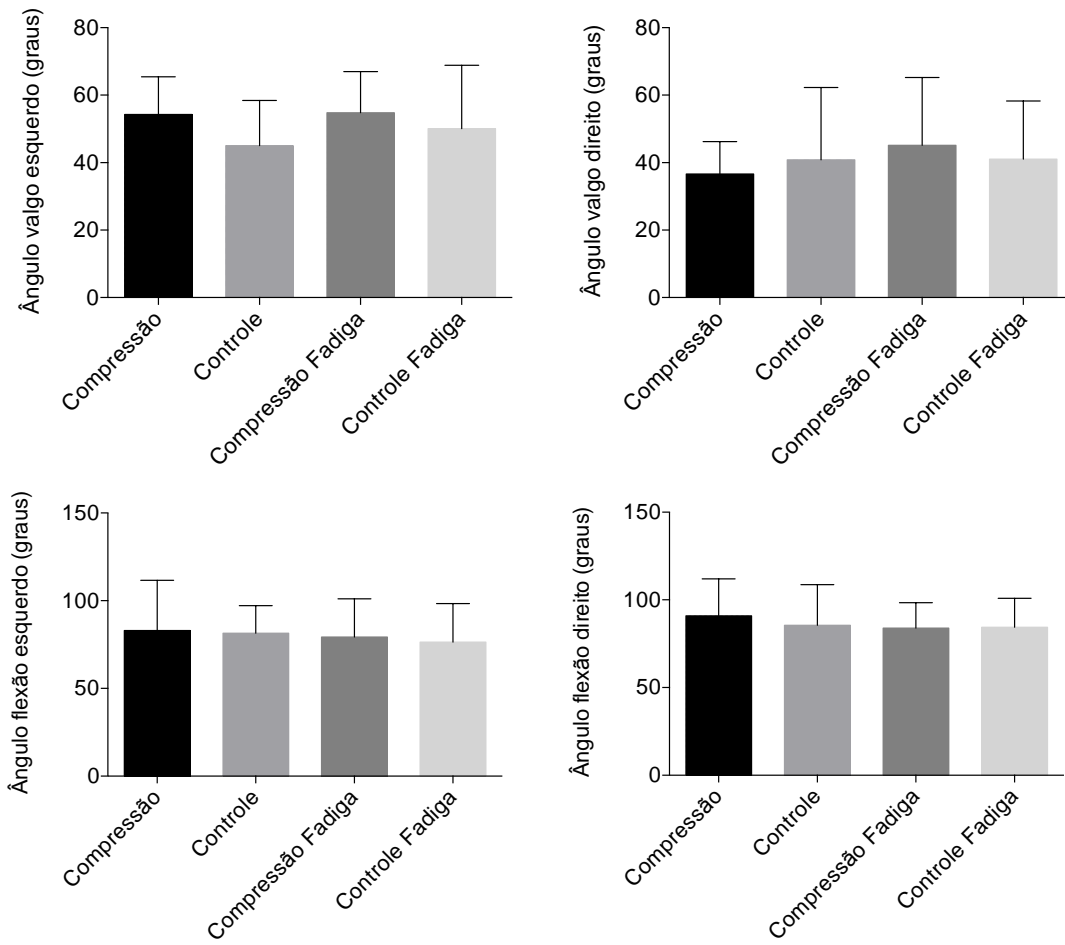 Ângulo valgo esquerdo (graus)
80
60
40
20
0
Compressão
Controle
Compressão Fadiga
Controle Fadiga
Ângulo valgo direito (graus)
80
60
40
20
0
Compressão
Controle
Compressão Fadiga
Controle Fadiga
Ângulo flexão esquerdo (graus)
150
100
50
0
Compressão
Controle
Compressão Fadiga
Controle Fadiga
Ângulo flexão direito (graus)
150
100
50
0
Compressão
Controle
Compressão Fadiga
Controle Fadiga